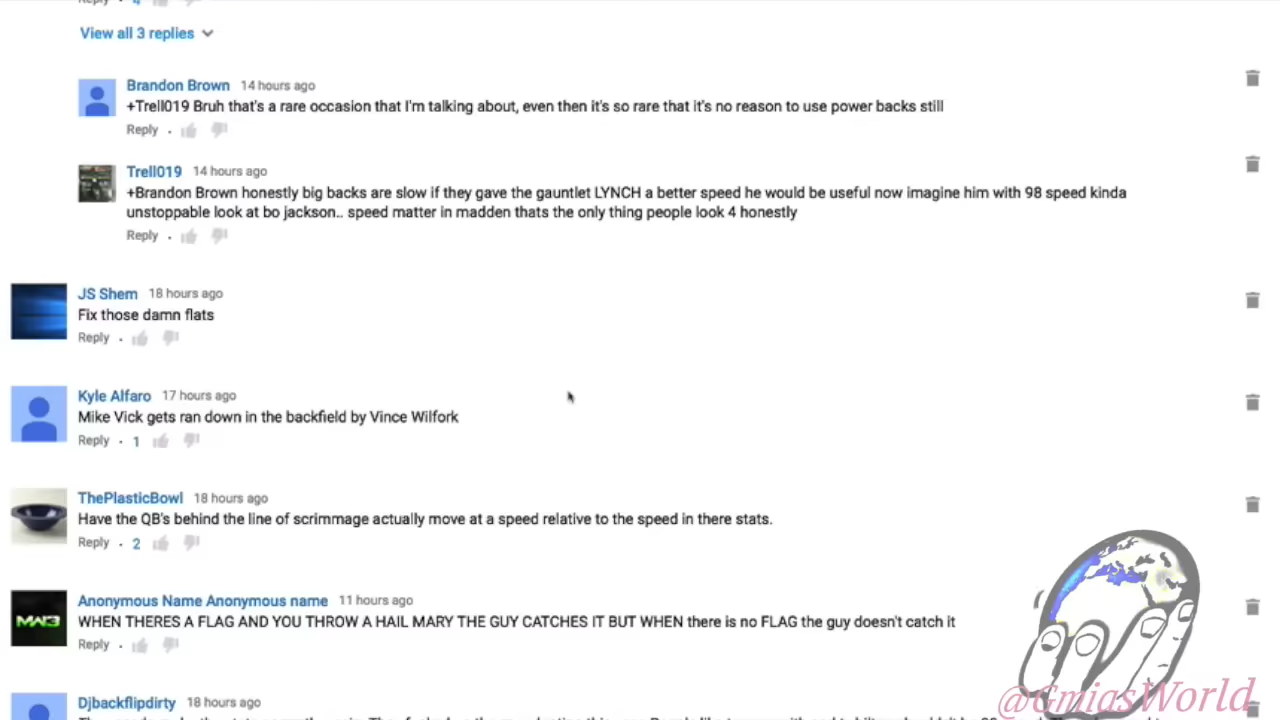 Reply · 4
View all 3 replies
Brandon Brown 14 hours ago
+Trell019 Bruh that's a rare occasion that I'm talking about, even then it's so rare that it's no reason to use power backs still
Reply ·
Trell019 14 hours ago
+Brandon Brown honestly big backs are slow if they gave the gauntlet LYNCH a better speed he would be useful now imagine him with 98 speed kinda
unstoppable look at bo jackson.. speed matter in madden thats the only thing people look 4 honestly
Reply ·
JS Shem 18 hours ago
Fix those damn flats
Reply ·
Kyle Alfaro 17 hours ago
Mike Vick gets ran down in the backfield by Vince Wilfork
Reply · 1
ThePlasticBowl 18 hours ago
Have the QB's behind the line of scrimmage actually move at a speed relative to the speed in there stats.
Reply · 2
MW3
Anonymous Name Anonymous name 11 hours ago
WHEN THERES A FLAG AND YOU THROW A HAIL MARY THE GUY CATCHES IT BUT WHEN there is no FLAG the guy doesn't catch it
Reply ·
Djbackflipdirty 18 hours ago
@GmiasWorld